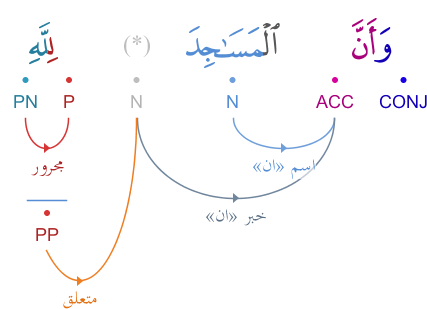 وَأَنَّ ٱلْمَسَـٰجِدَ (*) لِلَّهِ
CONJ ACC N N P PN
مجرور
اسم «ان»
خبر «ان»
PP
متعلق